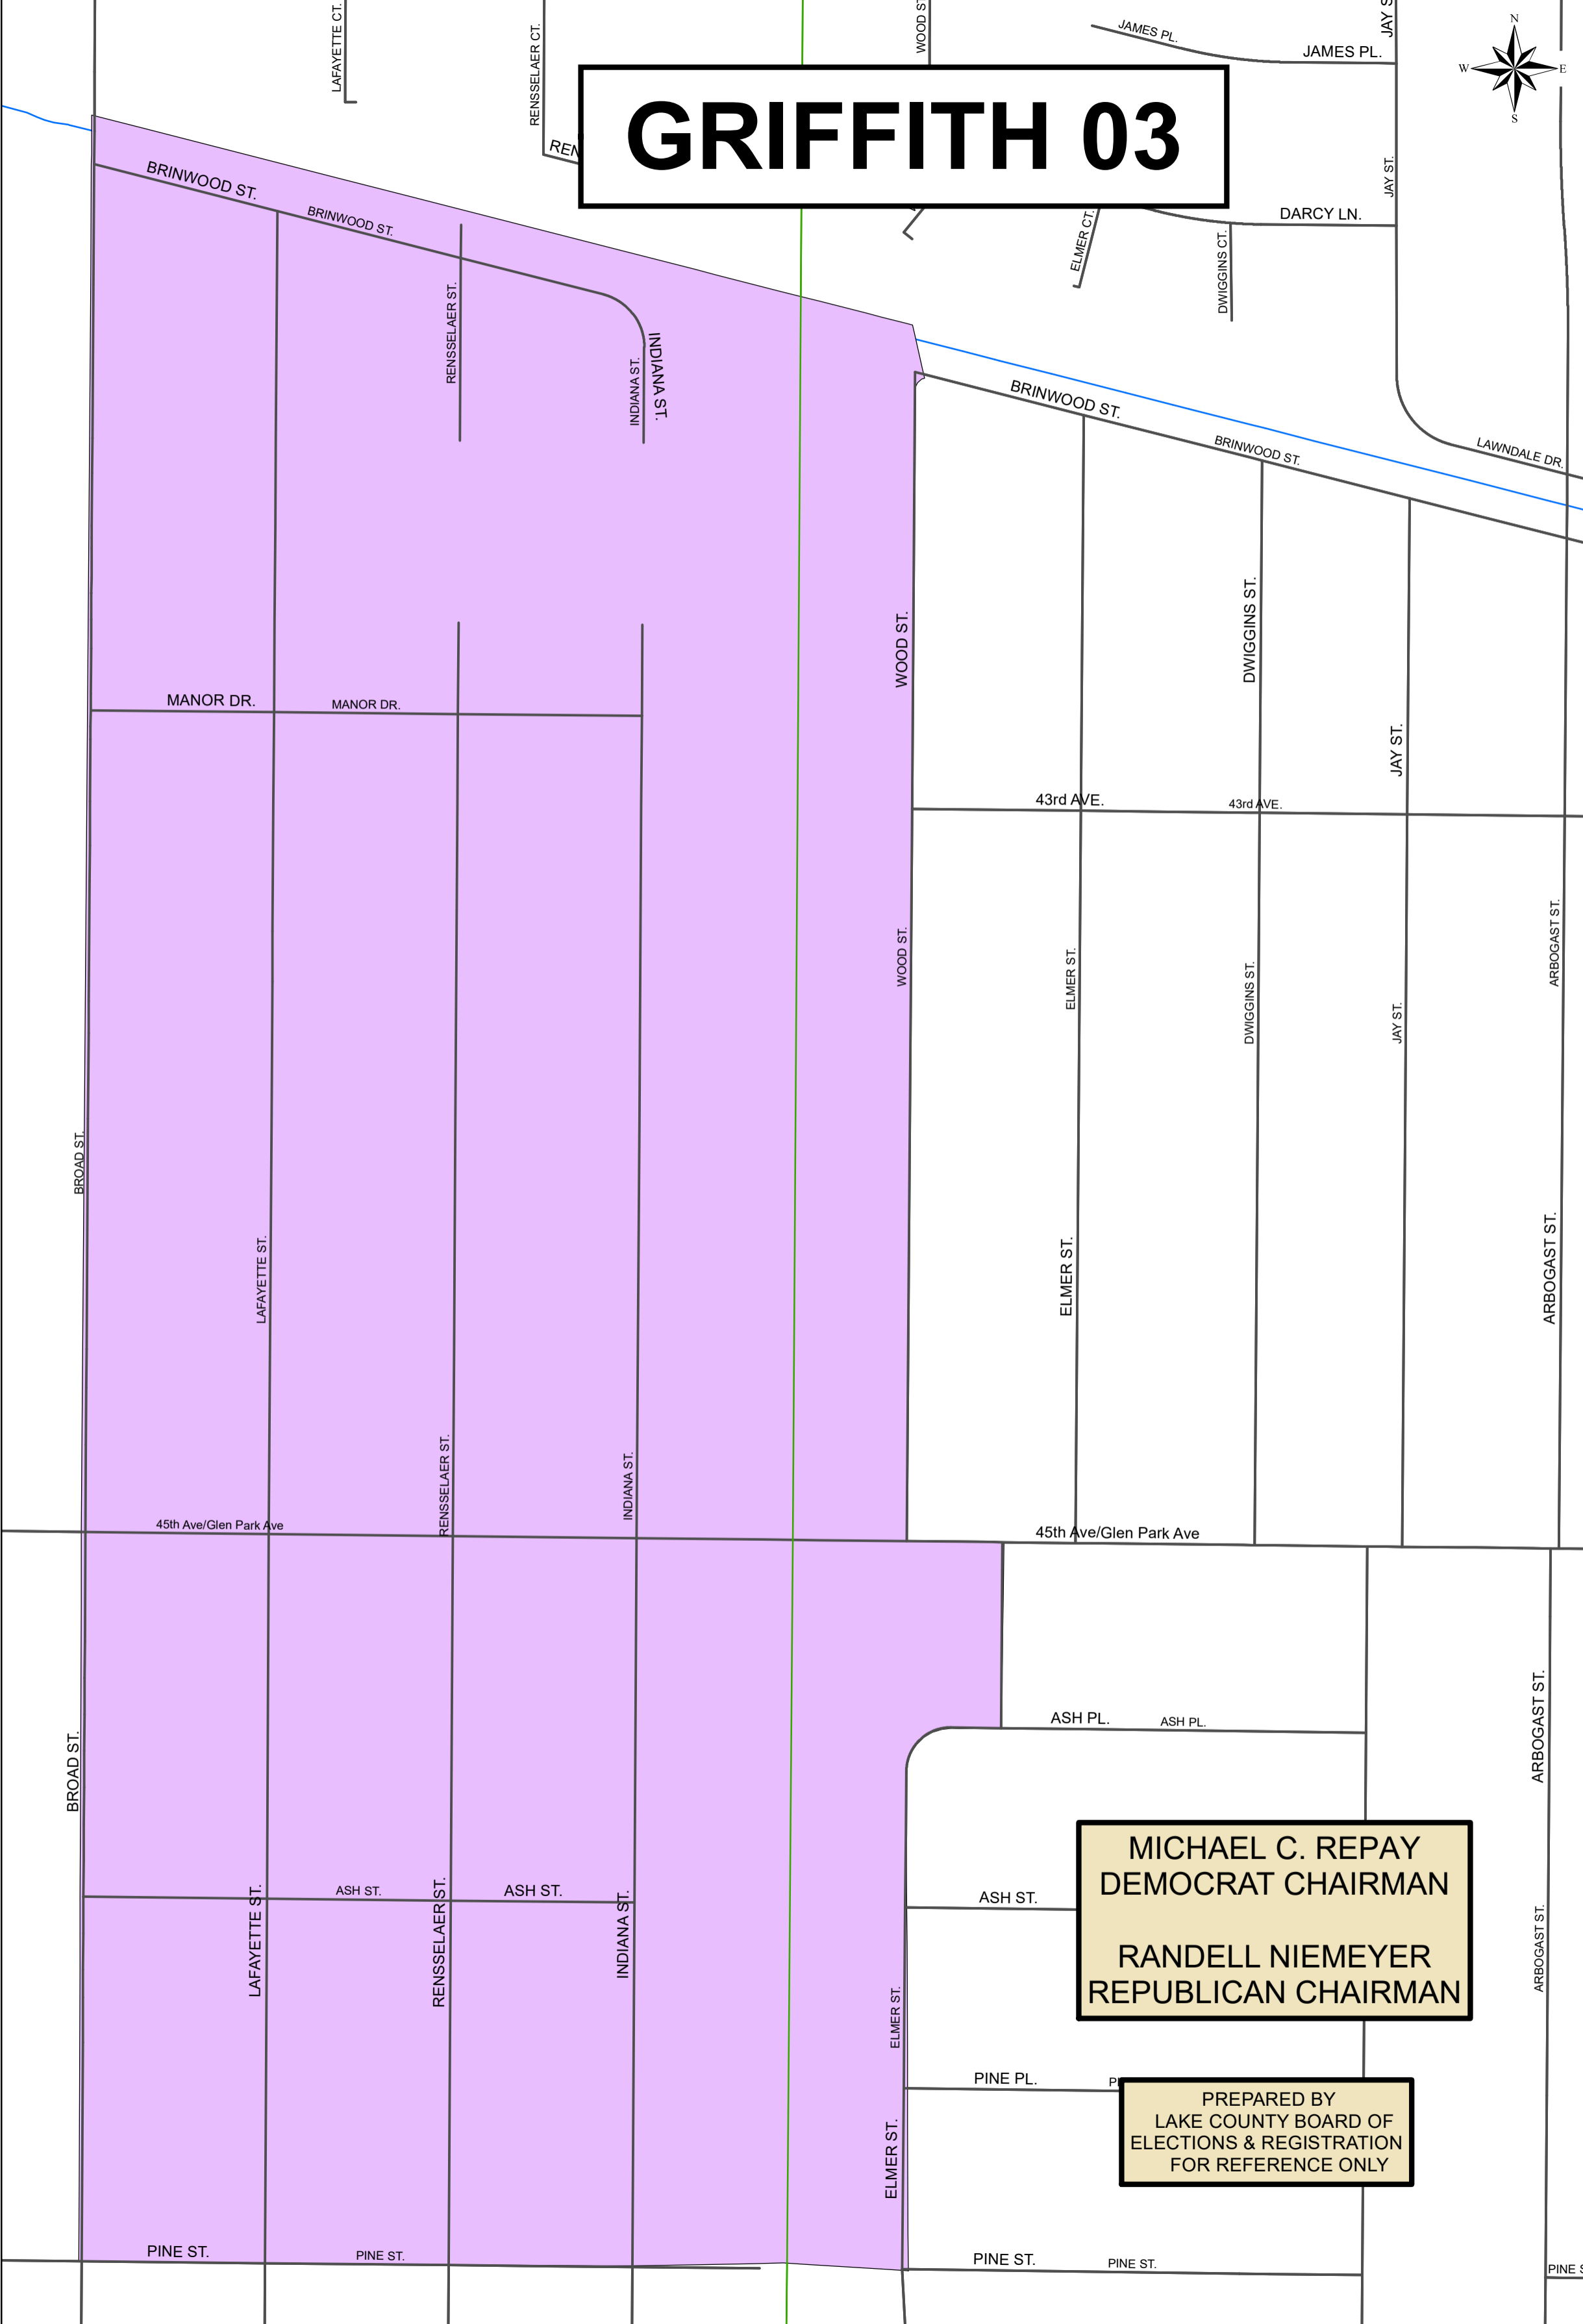 LAFAYETTE CT.
RENSSELAER CT.
WOOD
JAMES PL.
JAMES PL.
JAY
N
W
E
S
GRIFFITH 03
JAY ST.
BRINWOOD ST.
BRINWOOD ST.
DARCY LN.
ELMER CT.
DWIGGINS CT.
RENSSELAER ST.
INDIANA ST.
INDIANA ST.
BRINWOOD ST.
BRINWOOD ST.
LAWNDALE DR.
WOOD ST.
DWIGGINS ST.
MANOR DR.
MANOR DR.
JAY ST.
43rd AVE.
43rd AVE.
WOOD ST.
ELMER ST.
DWIGGINS ST.
JAY ST.
ARBOGAST ST.
BROAD ST.
LAFAYETTE ST.
ELMER ST.
ARBOGAST ST.
RENSSELAER ST.
INDIANA ST.
45th Ave/Glen Park Ave
45th Ave/Glen Park Ave
BROAD ST.
ASH PL.
ASH PL.
ARBOGAST ST.
MICHAEL C. REPAY
DEMOCRAT CHAIRMAN
RANDELL NIEMEYER
REPUBLICAN CHAIRMAN
LAFAYETTE ST.
ASH ST.
RENSSELAER ST.
ASH ST.
INDIANA ST.
ASH ST.
ELMER ST.
ARBOGAST ST.
PINE PL.
PREPARED BY
LAKE COUNTY BOARD OF
ELECTIONS & REGISTRATION
FOR REFERENCE ONLY
ELMER ST.
PINE ST.
PINE ST.
PINE ST.
PINE ST.
PINE